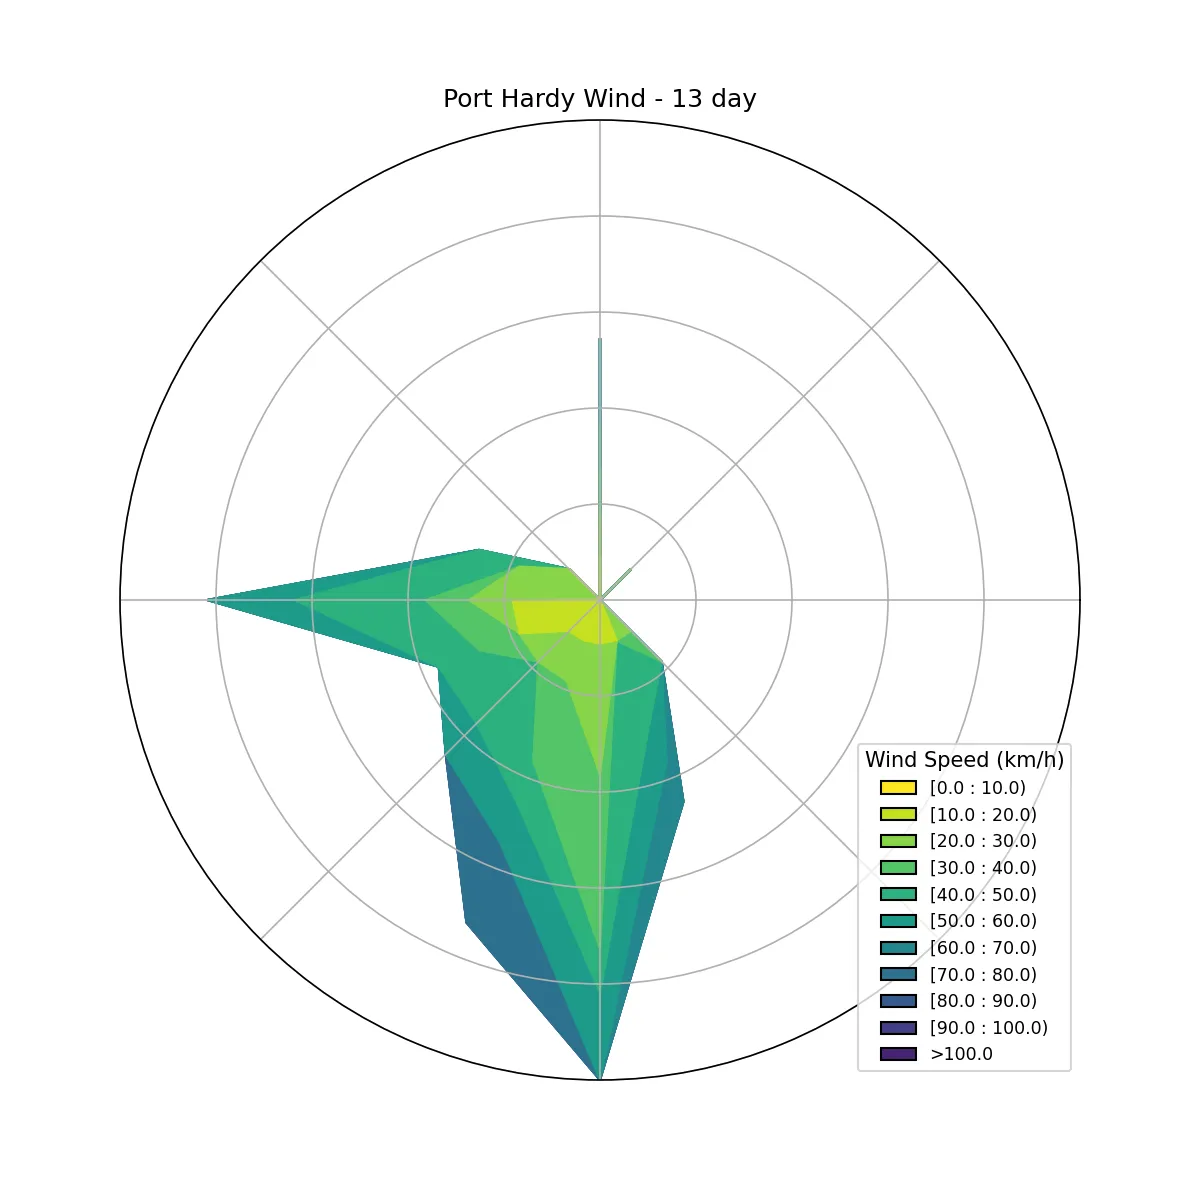 Port Hardy Wind - 13 day
Wind Speed (km/h)
[0.0 : 10.0)
[10.0 : 20.0)
[20.0 : 30.0)
[30.0 : 40.0)
[40.0 : 50.0)
[50.0 : 60.0)
[60.0 : 70.0)
[70.0 : 80.0)
[80.0 : 90.0)
[90.0 : 100.0)
>100.0